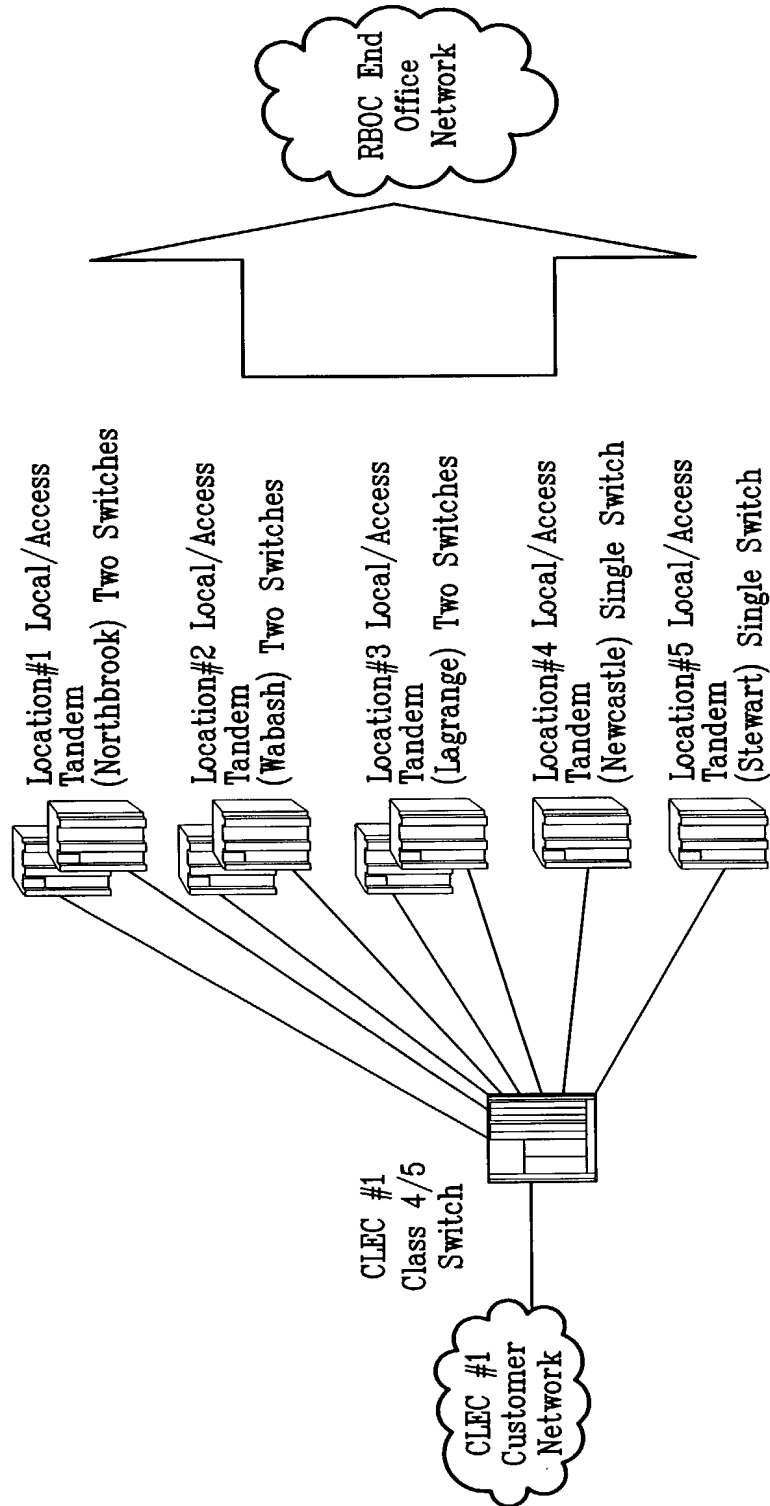 CLEC #1
Customer
Network
CLEC #1
Class 4/5
Switch
Location#1 Local/Access
Tandem
(Northbrook) Two Switches
Location#2 Local/Access
Tandem
(Wabash) Two Switches
Location#3 Local/Access
Tandem
(Lagrange) Two Switches
Location#4 Local/Access
Tandem
(Newcastle) Single Switch
Location#5 Local/Access
Tandem
(Stewart) Single Switch
RBOC End
Office
Network